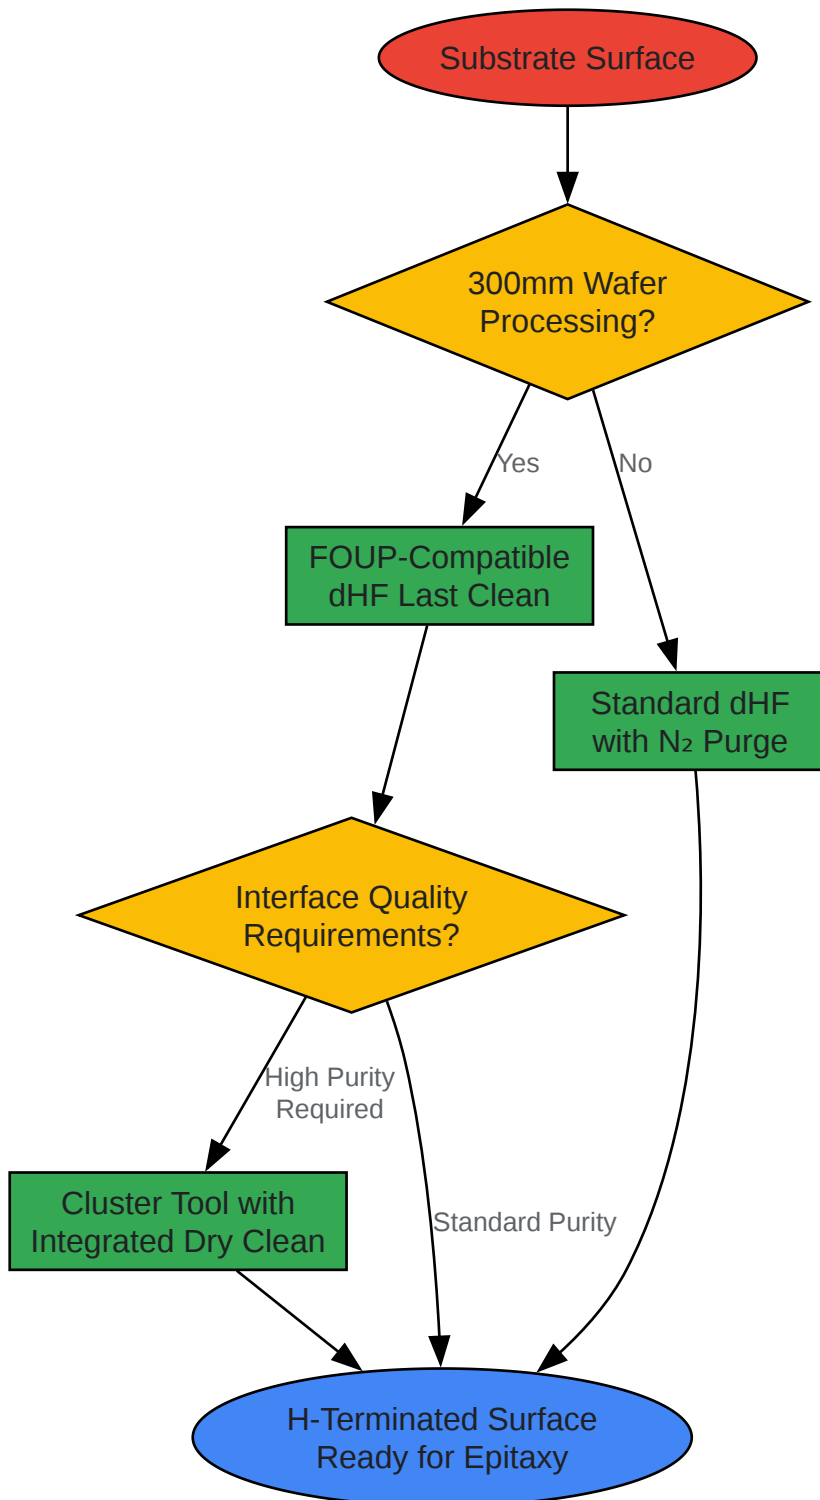 Substrate Surface
300mm Wafer
Processing?
Yes
No
FOUP-Compatible
dHF Last Clean
Standard dHF
with N₂ Purge
Interface Quality
Requirements?
High Purity
Required
Cluster Tool with
Integrated Dry Clean
Standard Purity
H-Terminated Surface
Ready for Epitaxy